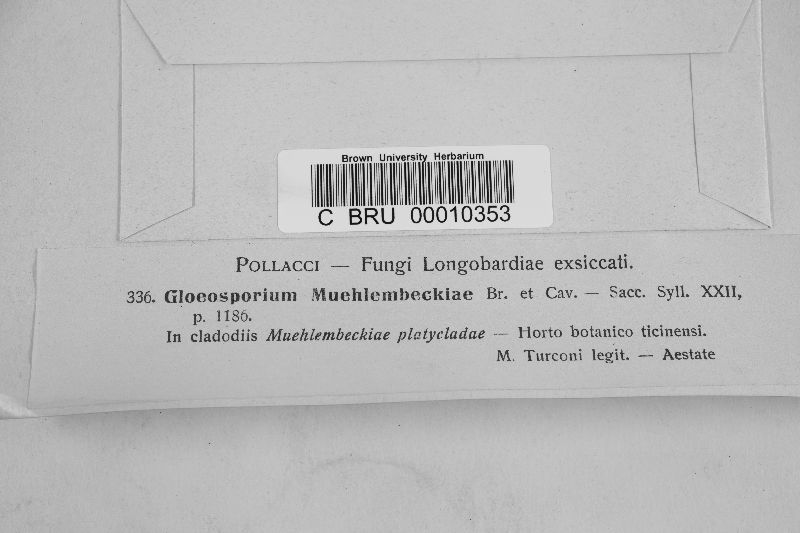 Brown University Herbarium
C BRU 00010353
POLLACCI — Fungi Longobardiae exsiccati.
336. Gloeosporium Muehlembeckiae Br. et Cav. — Sacc. Syll. XXII,
p. 1186.
In cladodiis Muehlembeckiae platycladae — Horto botanico ticinensi.
M. Turconi legit. — Aestate